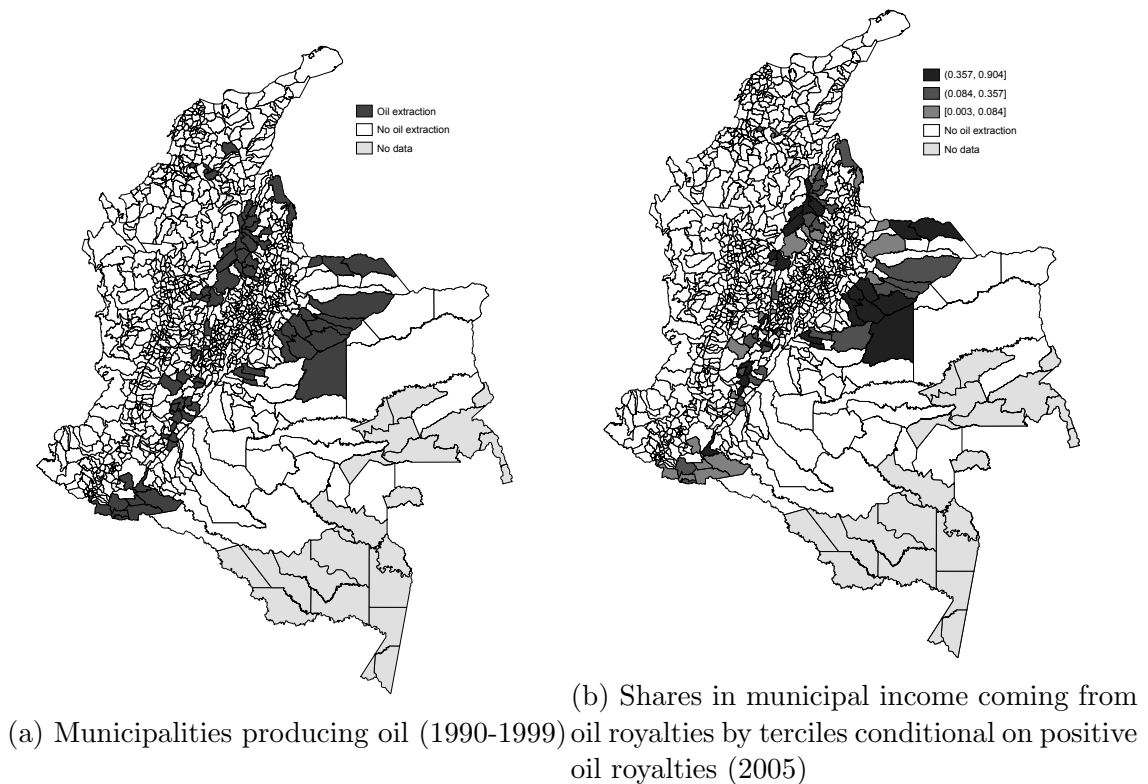 Oil extraction
No oil extraction
No data
(0.357, 0.904]
(0.084, 0.357]
[0.003, 0.084]
No oil extraction
No data
(a) Municipalities producing oil (1990-1999)
(b) Shares in municipal income coming from
oil royalties by terciles conditional on positive
oil royalties (2005)